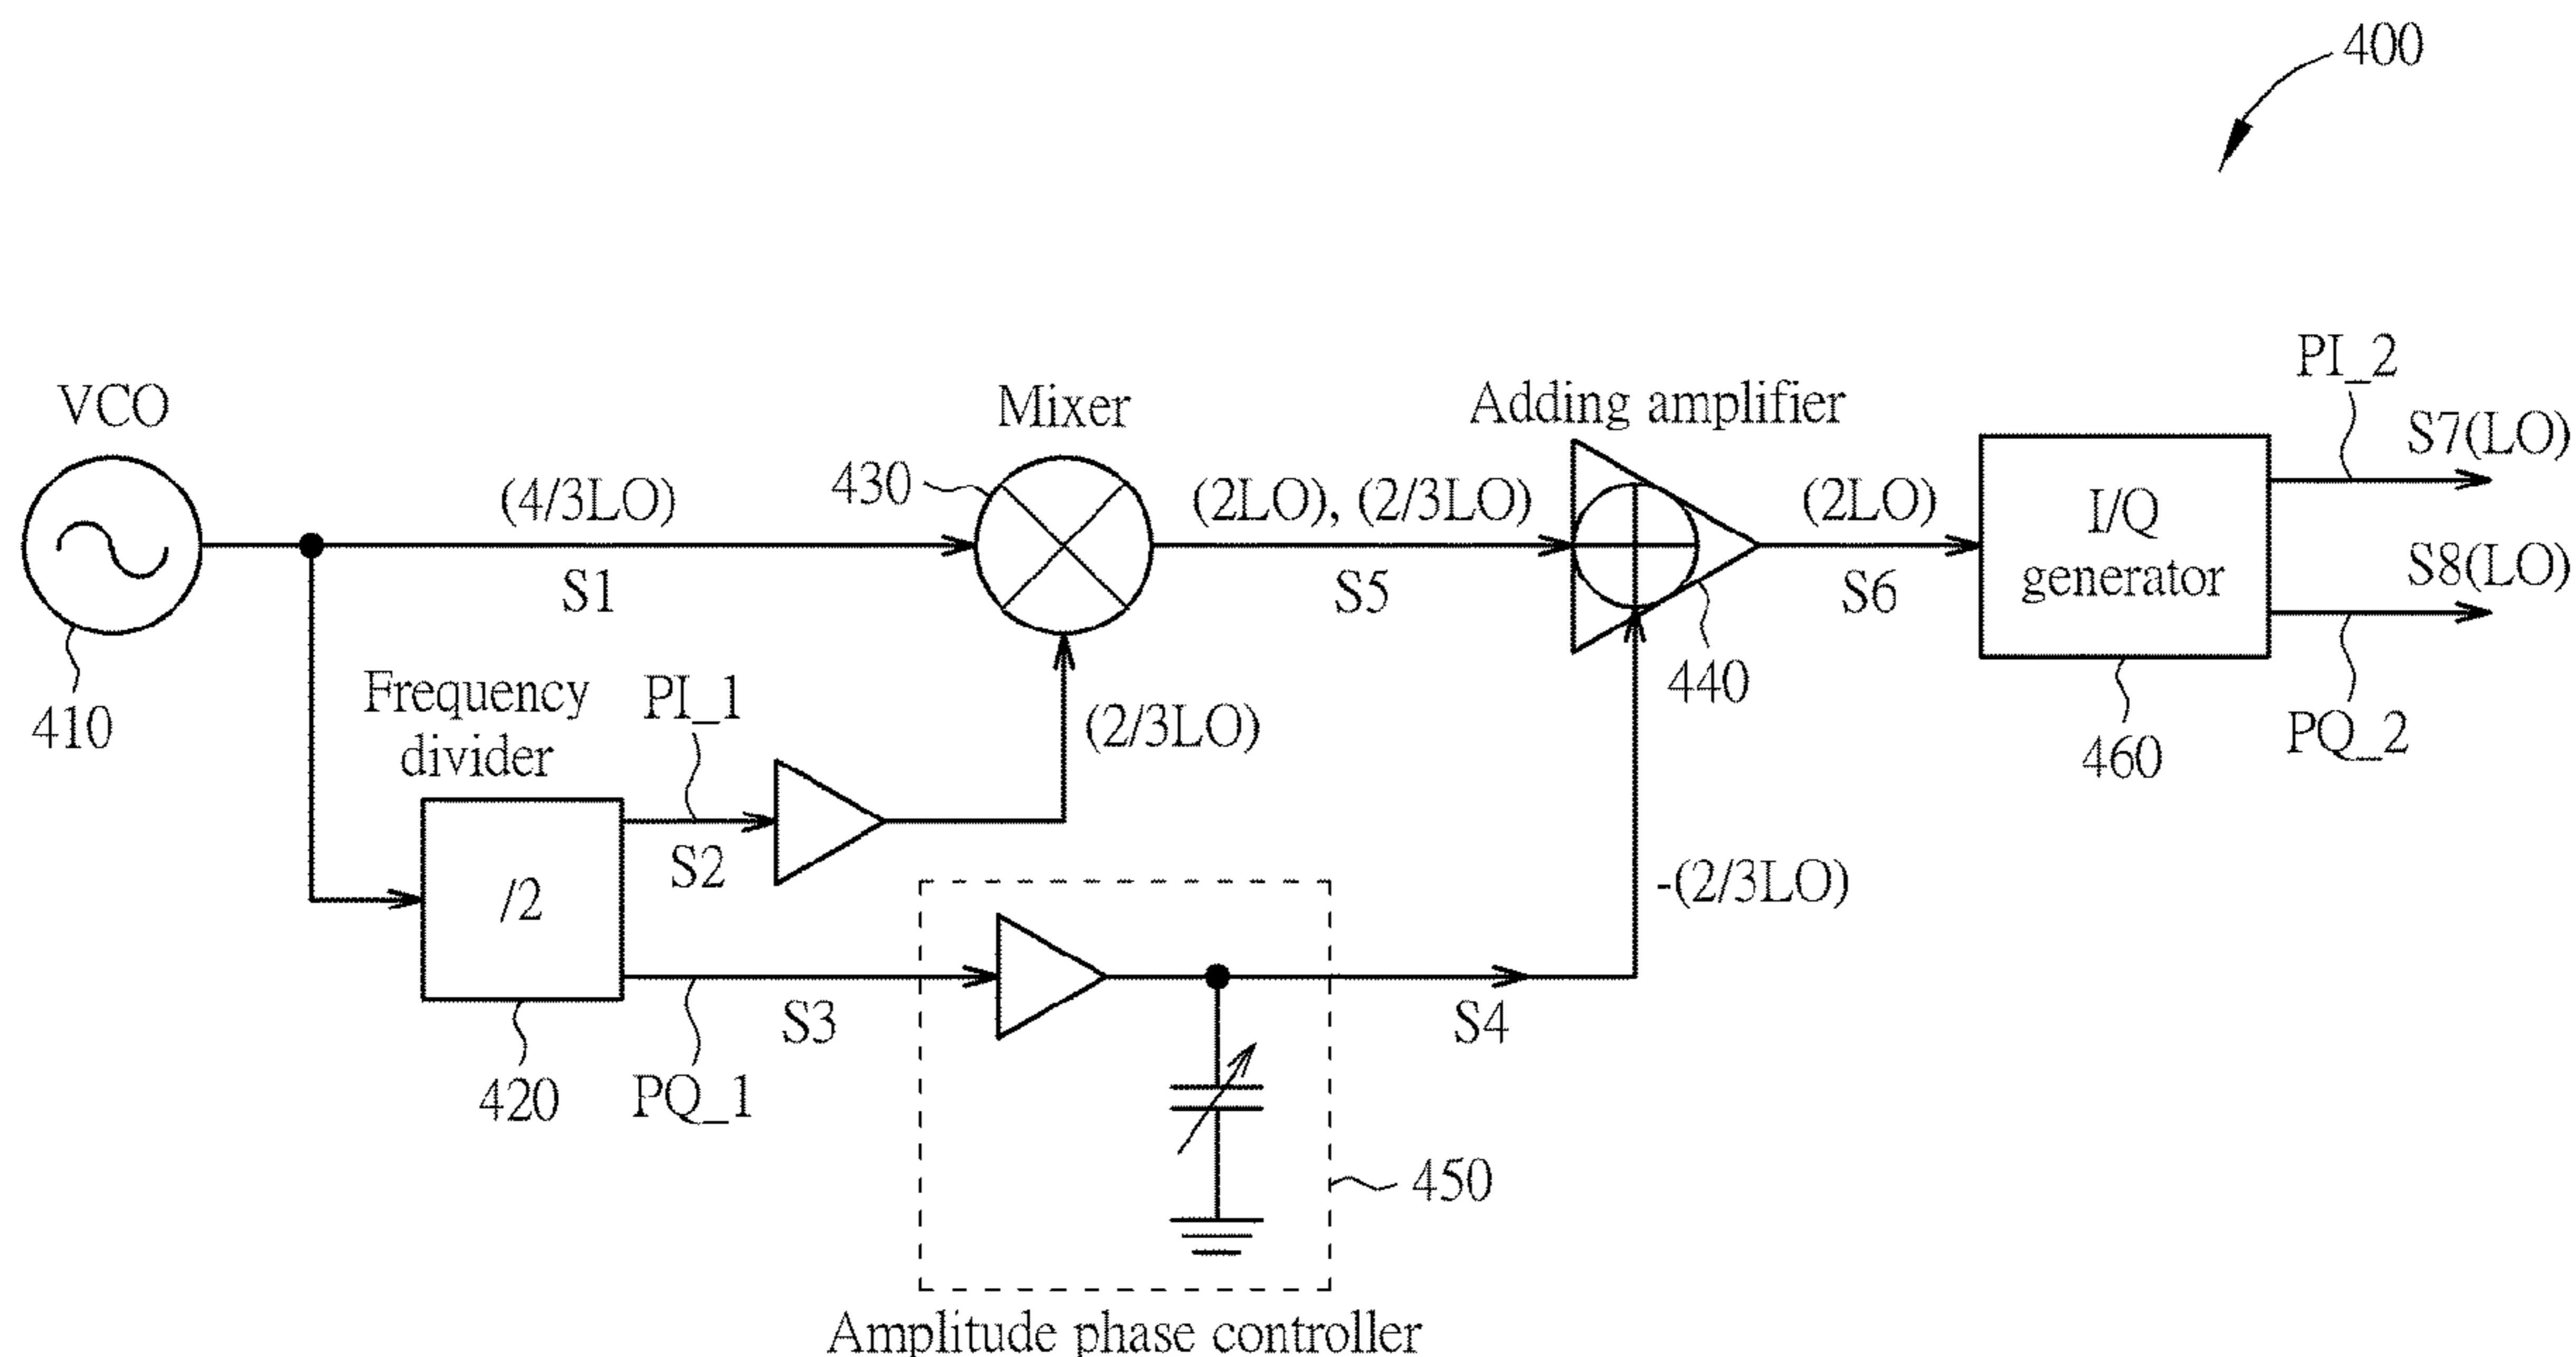 400
VCO
Mixer
Adding amplifier
PI_2
S7(LO)
430
(4/3LO)
(2LO), (2/3LO)
(2LO)
I/Q
generator
S1
S5
S6
S8(LO)
410
Frequency
divider
PI_1
(2/3LO)
440
460
PQ_2
/2
S2
-(2/3LO)
420
PQ_1
S3
S4
450
Amplitude phase controller